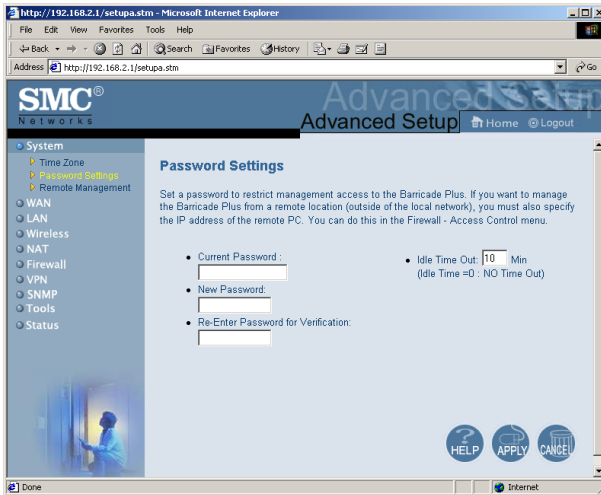 http://192.168.2.1/setupa.stm - Microsoft Internet Explorer
File Edit View Favorites Tools Help
Back Search Favorites History
Address http://192.168.2.1/setupa.stm Go
SMC®
Networks
Advanced Setup
Advanced Setup Home Logout
System
Time Zone
Password Settings
Remote Management
WAN
LAN
Wireless
NAT
Firewall
VPN
SNMP
Tools
Status
Password Settings
Set a password to restrict management access to the Barricade Plus. If you want to manage
the Barricade Plus from a remote location (outside of the local network), you must also specify
the IP address of the remote PC. You can do this in the Firewall - Access Control menu.
Current Password :
New Password:
Re-Enter Password for Verification:
Idle Time Out: 10 Min
(Idle Time =0 : NO Time Out)
HELP APPLY CANCEL
Done Internet